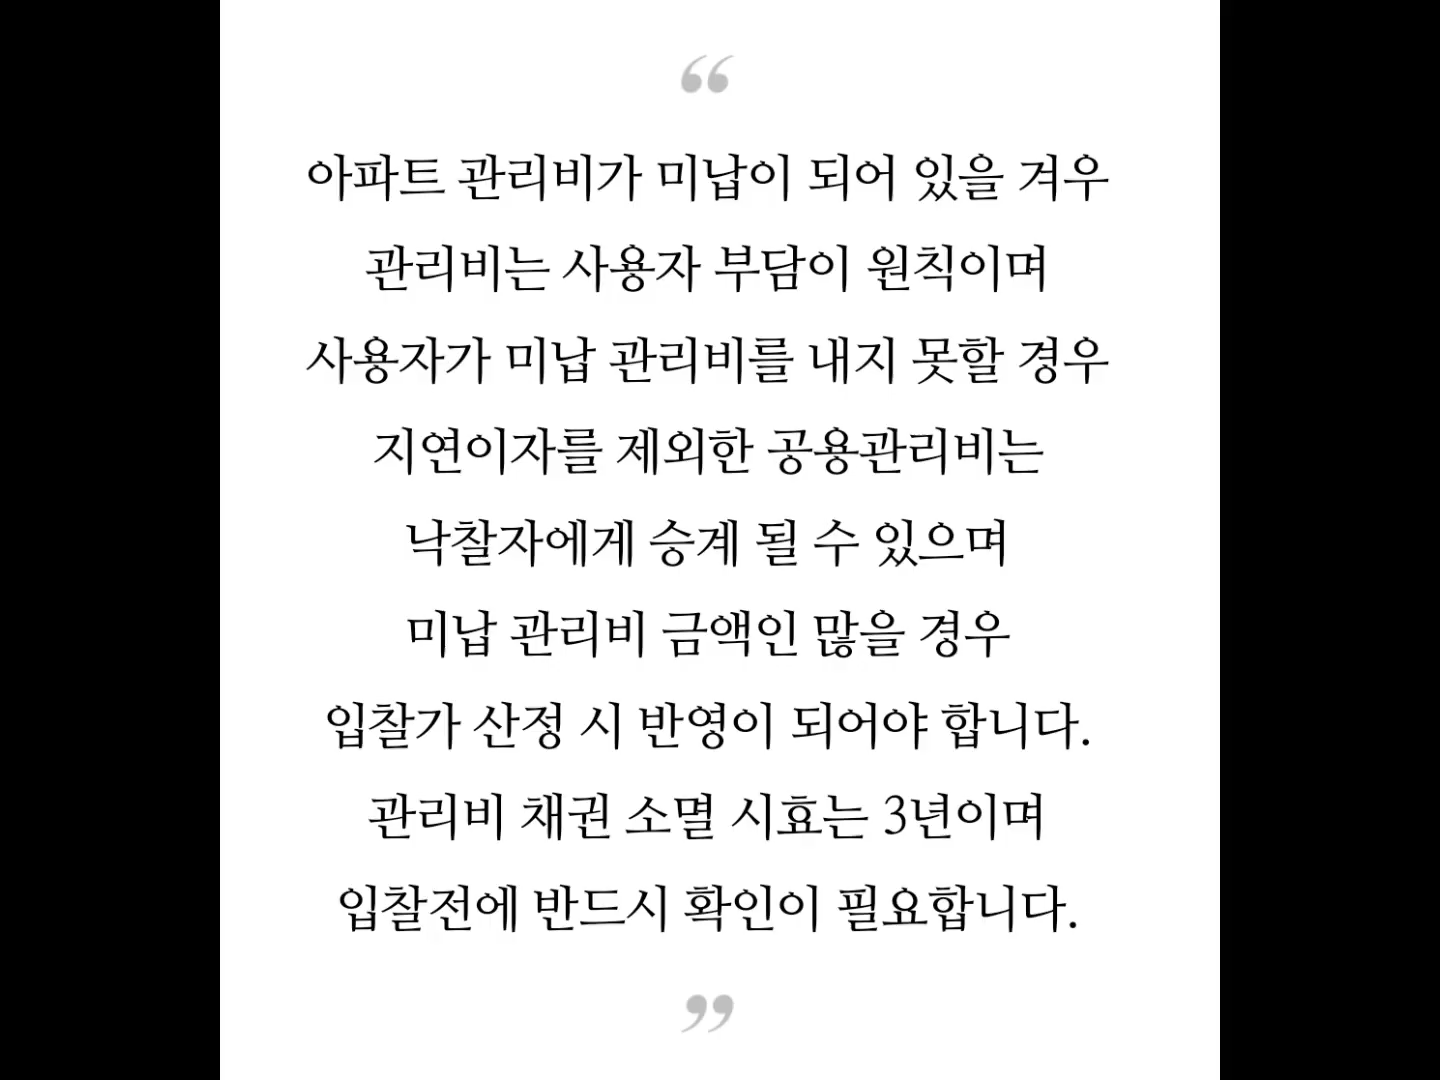 “
아파트 관리비가 미납이 되어 있을 겨우
관리비는 사용자 부담이 원칙이며
사용자가 미납 관리비를 내지 못할 경우
지연이자를 제외한 공용관리비는
낙찰자에게 승계 될 수 있으며
미납 관리비 금액인 많을 경우
입찰가 산정 시 반영이 되어야 합니다.
관리비 채권 소멸 시효는 3년이며
입찰전에 반드시 확인이 필요합니다.
”